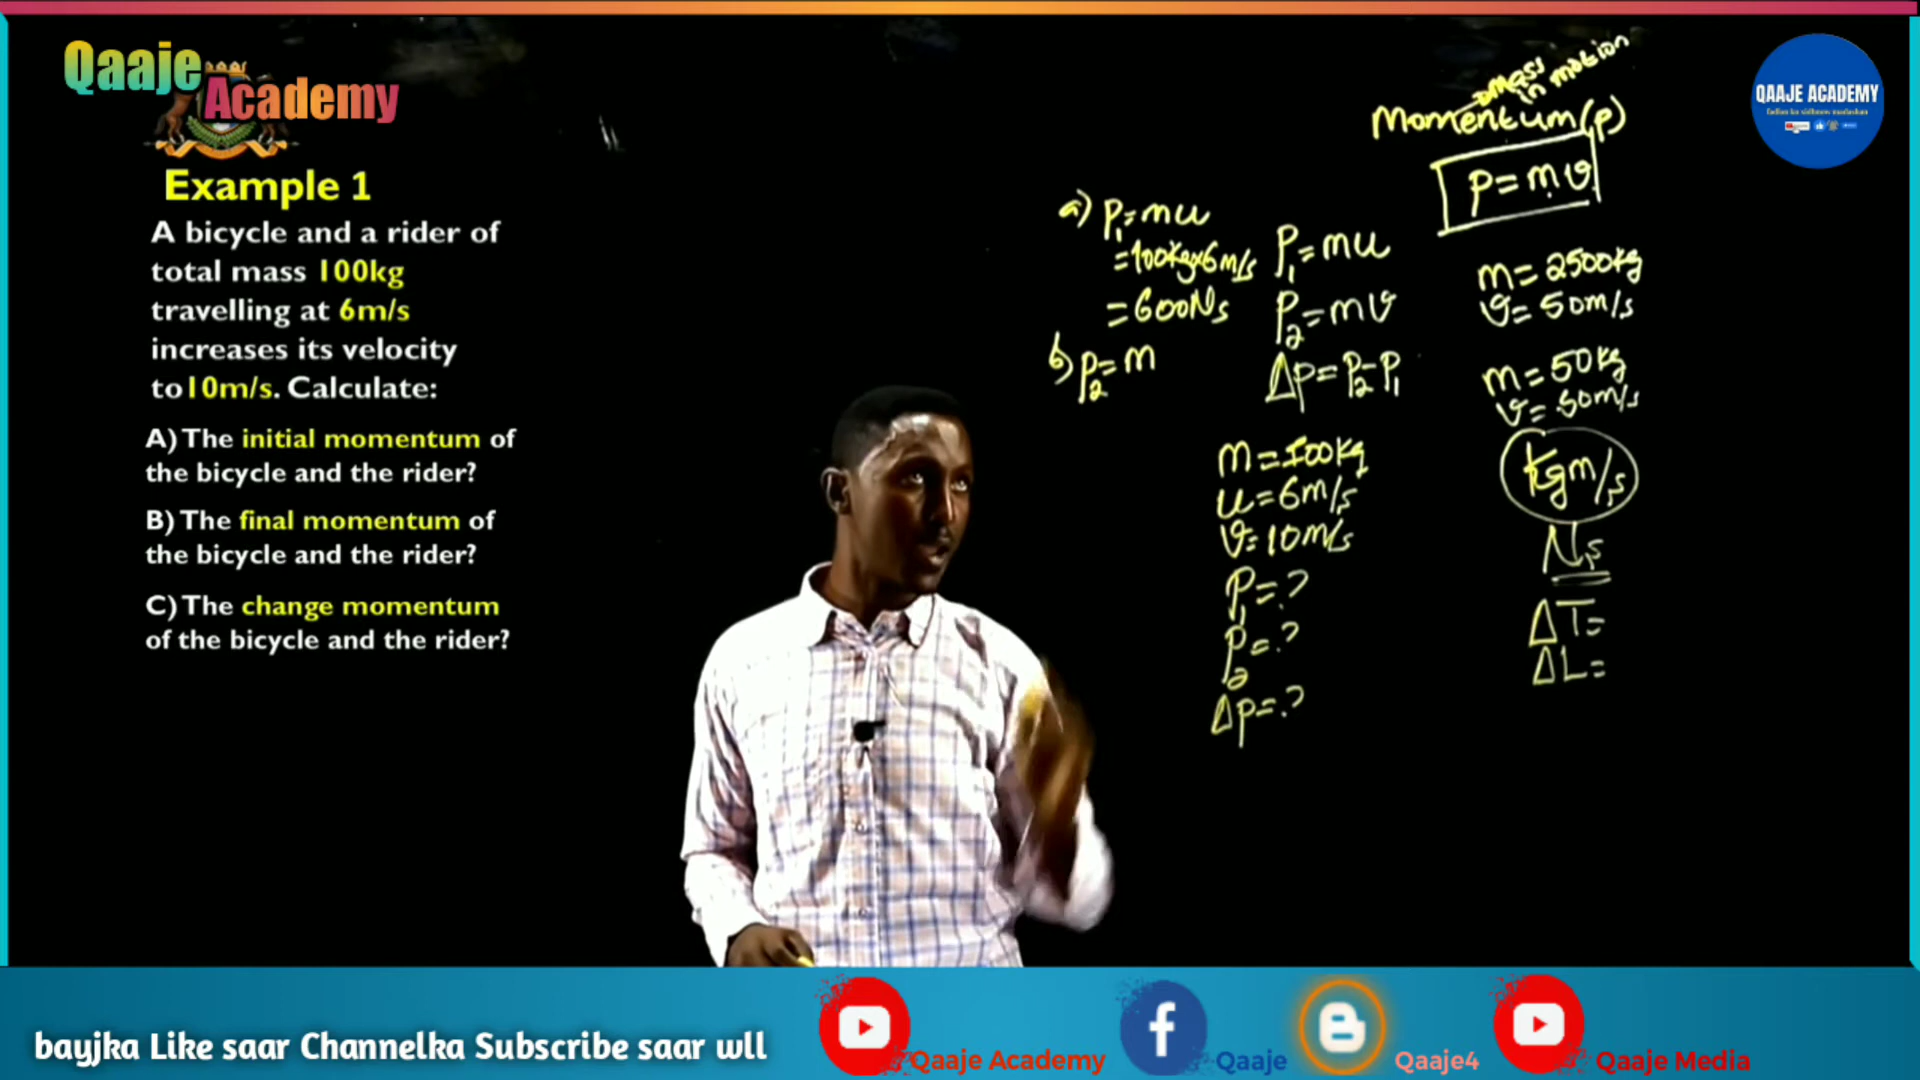 Qaaje
Academy
Example 1
A bicycle and a rider of
total mass 100kg
travelling at 6m/s
increases its velocity
to10m/s. Calculate:
A) The initial momentum of
the bicycle and the rider?
B) The final momentum of
the bicycle and the rider?
C) The change momentum
of the bicycle and the rider?
a) P₁=mu
=100kgx6m/s
=600Ns
b) P₂=m
P₁=mu
P₂=mv
Δp=P₂-P₁
m=100kg
u=6m/s
v=10m/s
P₁=?
P₂=?
Δp=?
mass
in motion
Momentum(p)
P=mv
m=2500kg
v=50m/s
m=50kg
v=50m/s
kgm/s
Ns
ΔT=
ΔL=
QAAJE ACADEMY
bayjka Like saar Channelka Subscribe saar wll
Qaaje Academy
Qaaje
Qaaje4
Qaaje Media